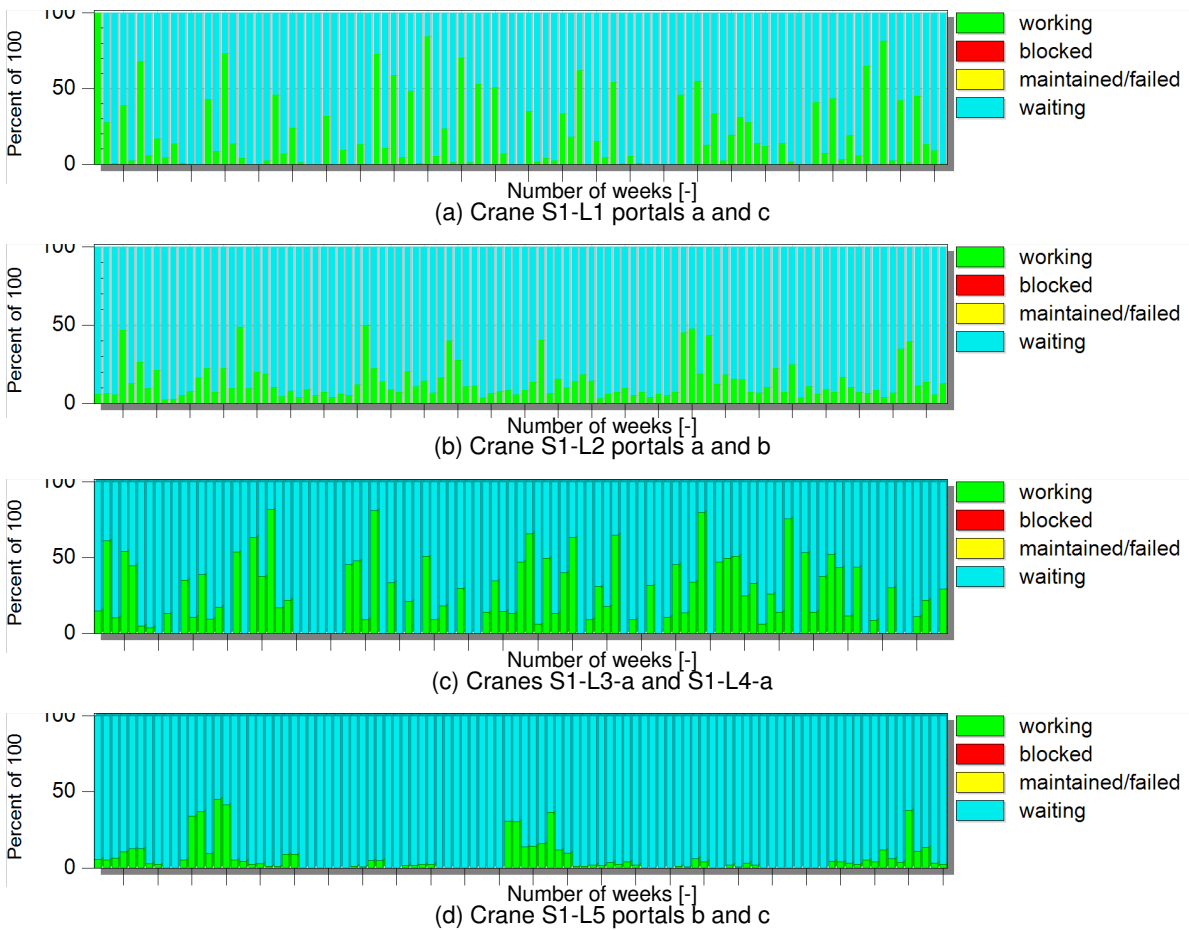 100
50
0
Percent of 100
working
blocked
maintained/failed
waiting
Number of weeks [-]
(a) Crane S1-L1 portals a and c
100
50
0
Percent of 100
working
blocked
maintained/failed
waiting
Number of weeks [-]
(b) Crane S1-L2 portals a and b
100
50
0
Percent of 100
working
blocked
maintained/failed
waiting
Number of weeks [-]
(c) Cranes S1-L3-a and S1-L4-a
100
50
0
Percent of 100
working
blocked
maintained/failed
waiting
Number of weeks [-]
(d) Crane S1-L5 portals b and c